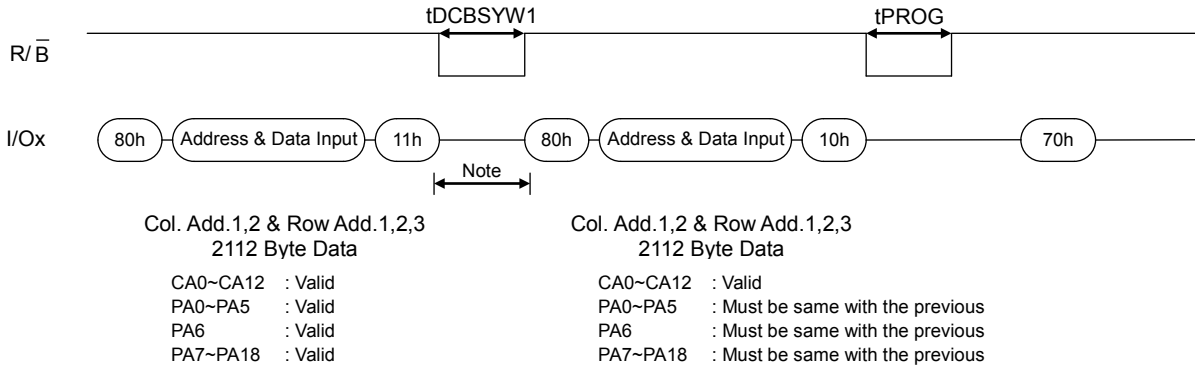 tDCBSYW1 tPROG
R/B̅
I/Ox 80h Address & Data Input 11h 80h Address & Data Input 10h 70h
Note
Col. Add.1,2 & Row Add.1,2,3 Col. Add.1,2 & Row Add.1,2,3
2112 Byte Data 2112 Byte Data
CA0~CA12 : Valid CA0~CA12 : Valid
PA0~PA5 : Valid PA0~PA5 : Must be same with the previous
PA6 : Valid PA6 : Must be same with the previous
PA7~PA18 : Valid PA7~PA18 : Must be same with the previous